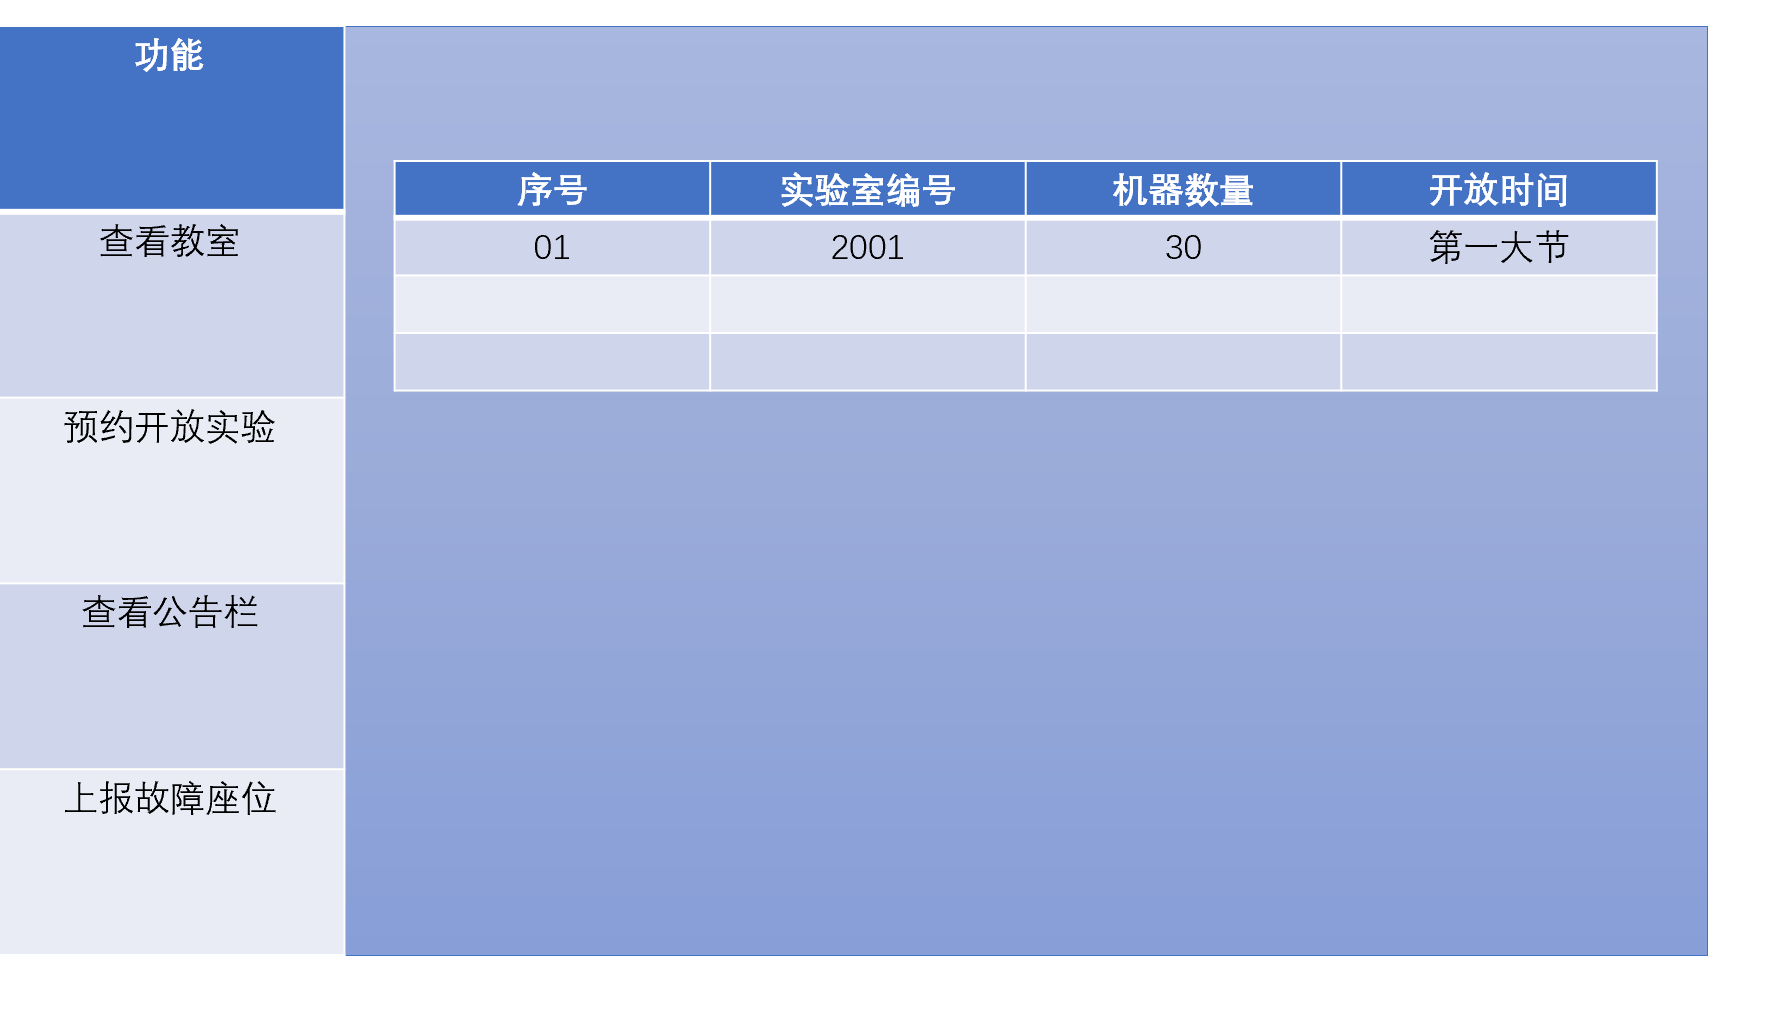 功能
查看教室
预约开放实验
查看公告栏
上报故障座位
序号 实验室编号 机器数量 开放时间
01 2001 30 第一大节